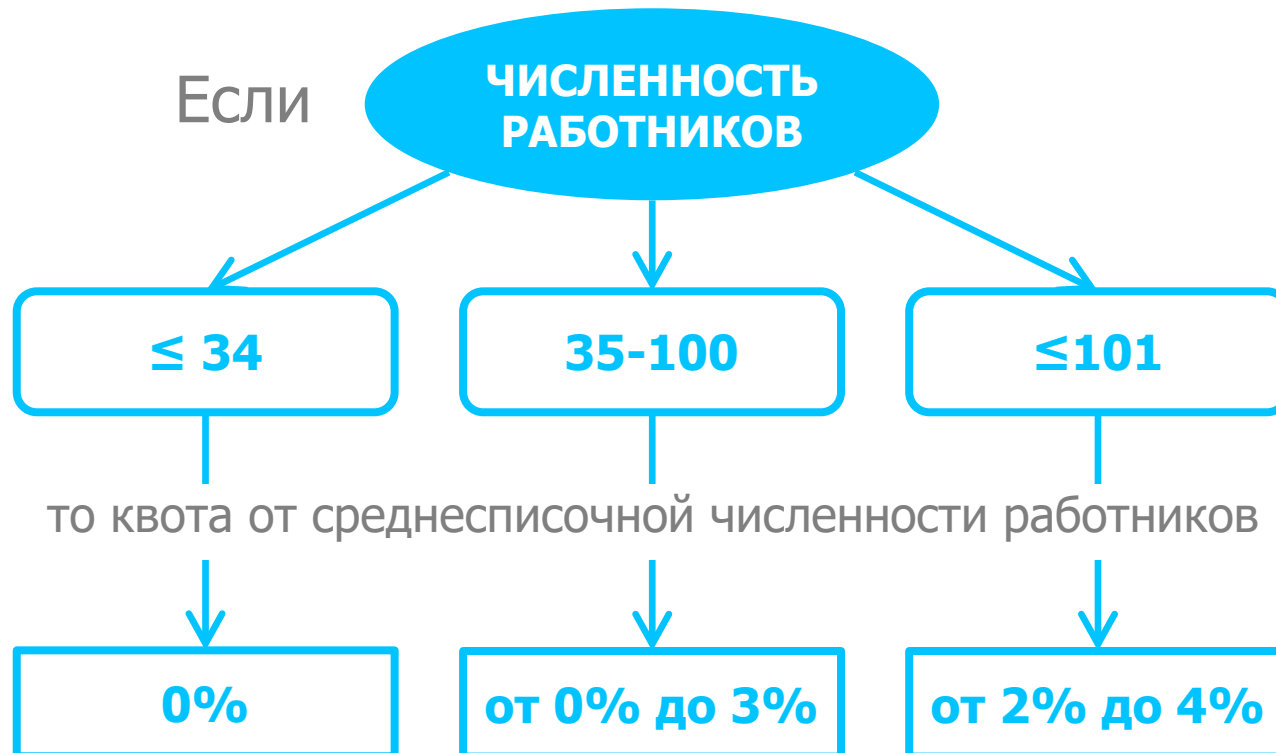 Если
ЧИСЛЕННОСТЬ
РАБОТНИКОВ
≤ 34
35-100
≤101
то квота от среднесписочной численности работников
0%
от 0% до 3%
от 2% до 4%